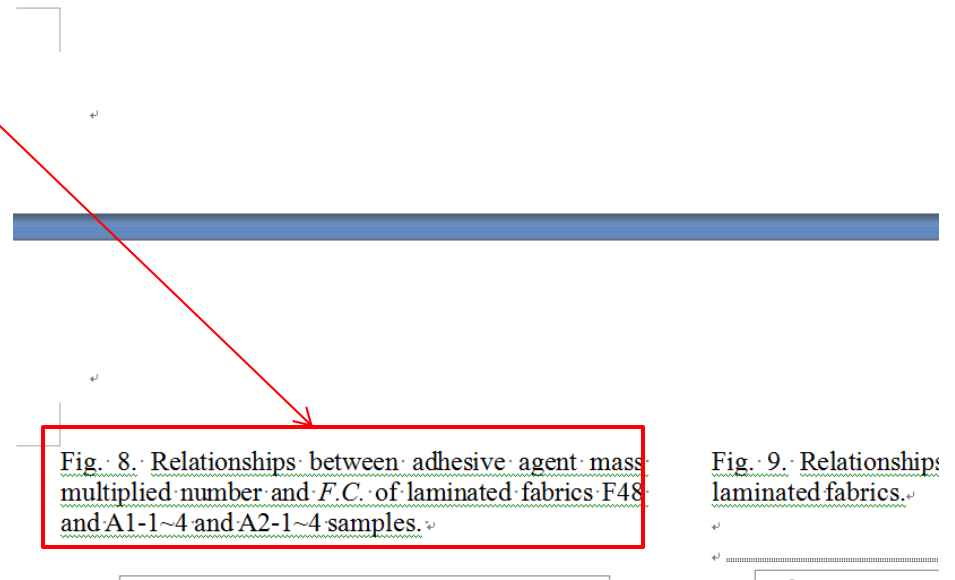 Fig. 8. Relationships between adhesive agent mass
multiplied number and F.C. of laminated fabrics F48
and A1-1~4 and A2-1~4 samples.
Fig. 9. Relationships
laminated fabrics.